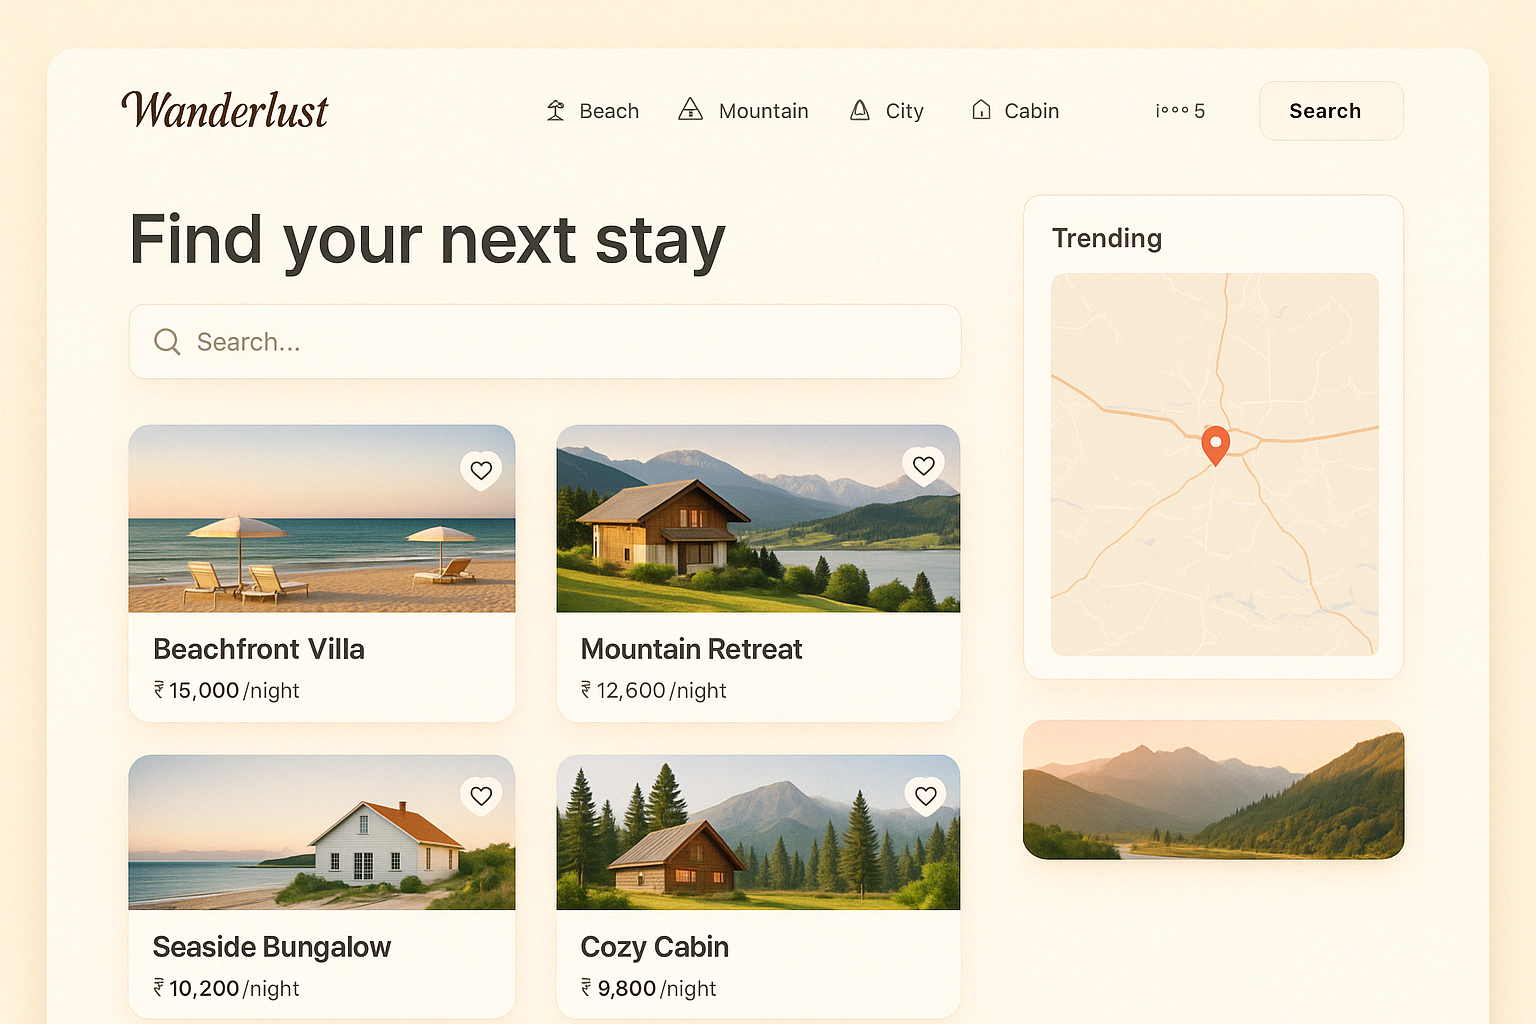 Wanderlust
Beach
Mountain
City
Cabin
5
Search
Find your next stay
Search...
Trending
Beachfront Villa
₹ 15,000/night
Mountain Retreat
₹ 12,600/night
Seaside Bungalow
₹ 10,200/night
Cozy Cabin
₹ 9,800/night